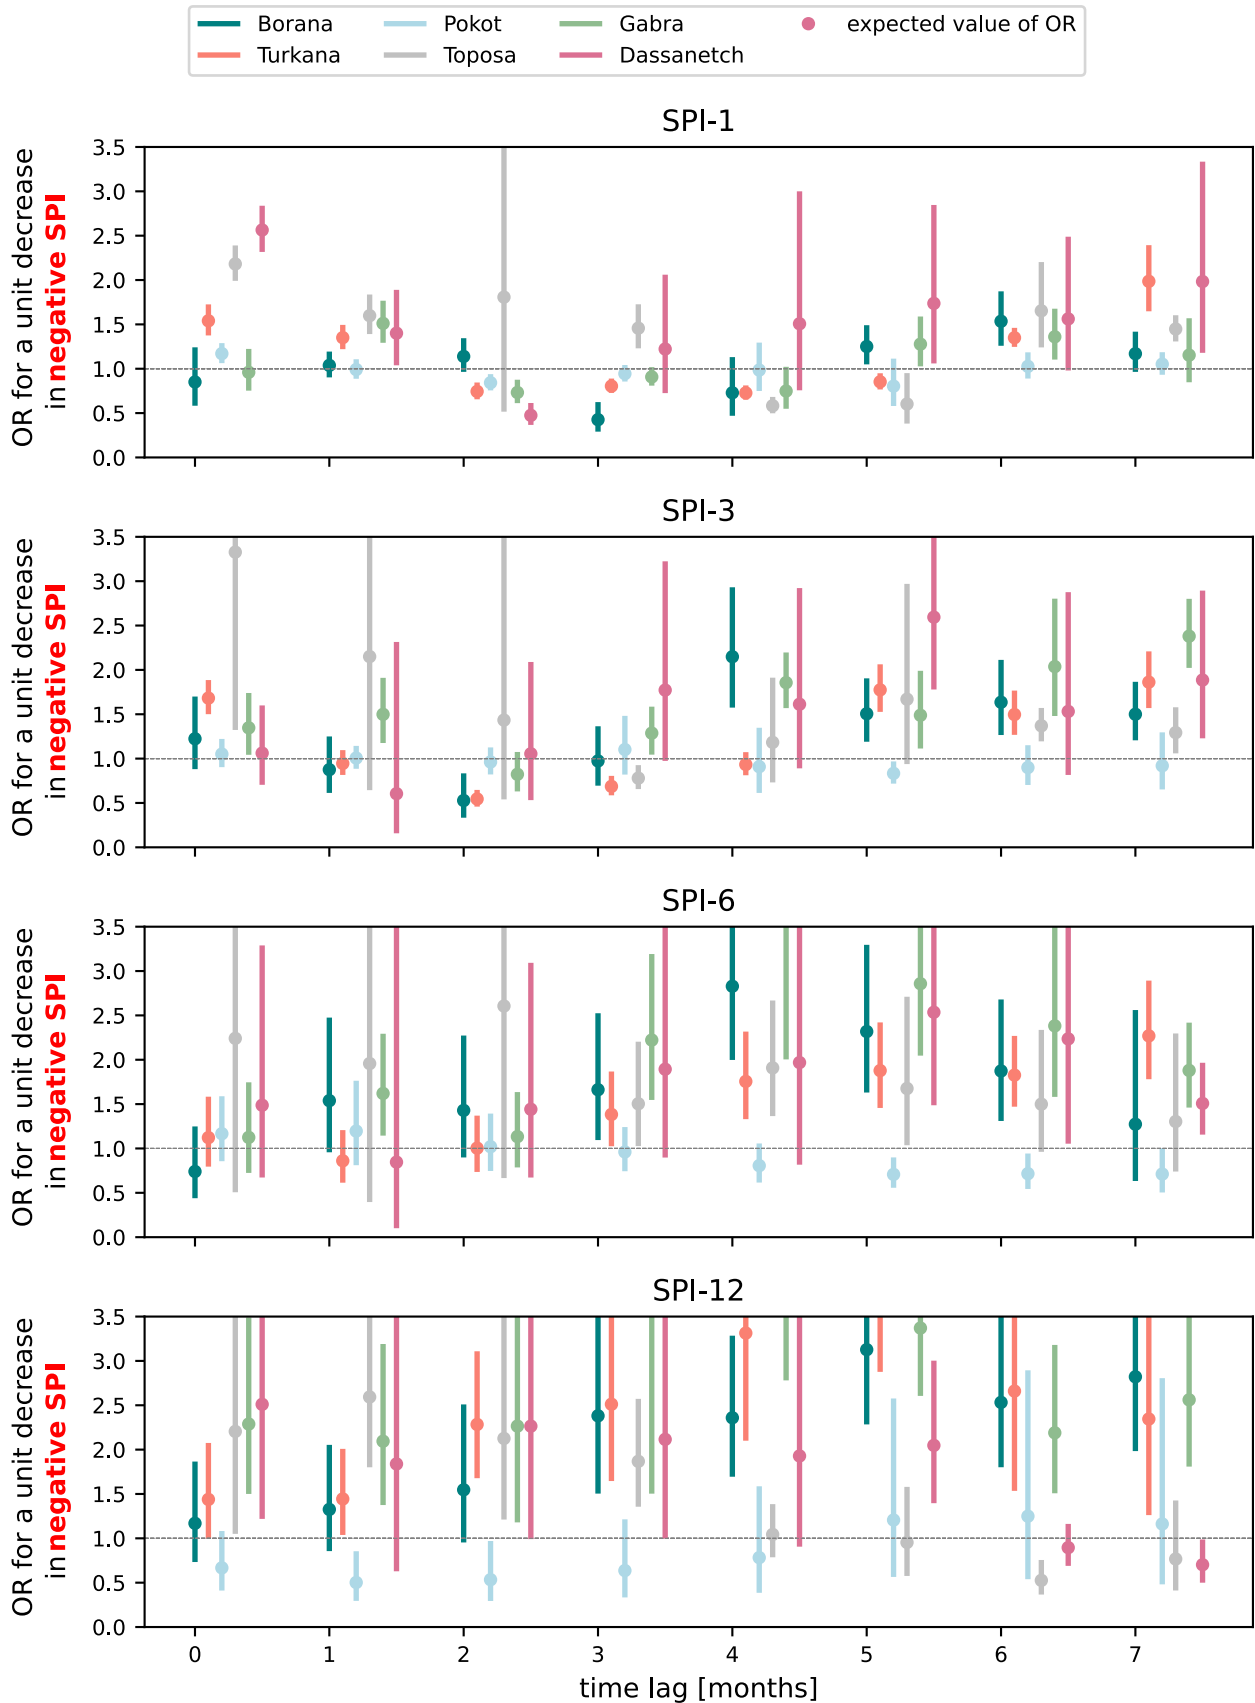 Borana Pokot Gabra expected value of OR
Turkana Toposa Dassanetch
SPI-1
OR for a unit decrease
in negative SPI
3.5
3.0
2.5
2.0
1.5
1.0
0.5
0.0
SPI-3
OR for a unit decrease
in negative SPI
3.5
3.0
2.5
2.0
1.5
1.0
0.5
0.0
SPI-6
OR for a unit decrease
in negative SPI
3.5
3.0
2.5
2.0
1.5
1.0
0.5
0.0
SPI-12
OR for a unit decrease
in negative SPI
3.5
3.0
2.5
2.0
1.5
1.0
0.5
0.0
0 1 2 3 4 5 6 7
time lag [months]